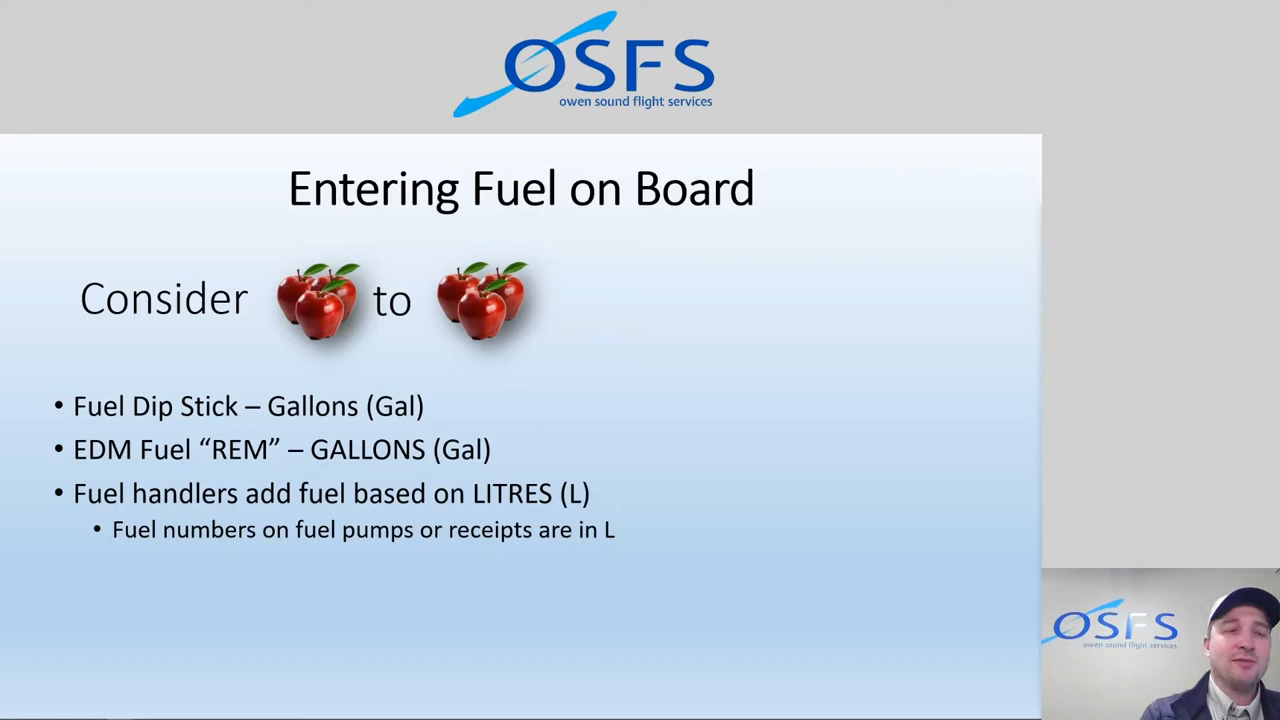 OSFS
owen sound flight services
Entering Fuel on Board
Consider to
• Fuel Dip Stick – Gallons (Gal)
• EDM Fuel “REM” – GALLONS (Gal)
• Fuel handlers add fuel based on LITRES (L)
• Fuel numbers on fuel pumps or receipts are in L
OSFS
owen sound flight services